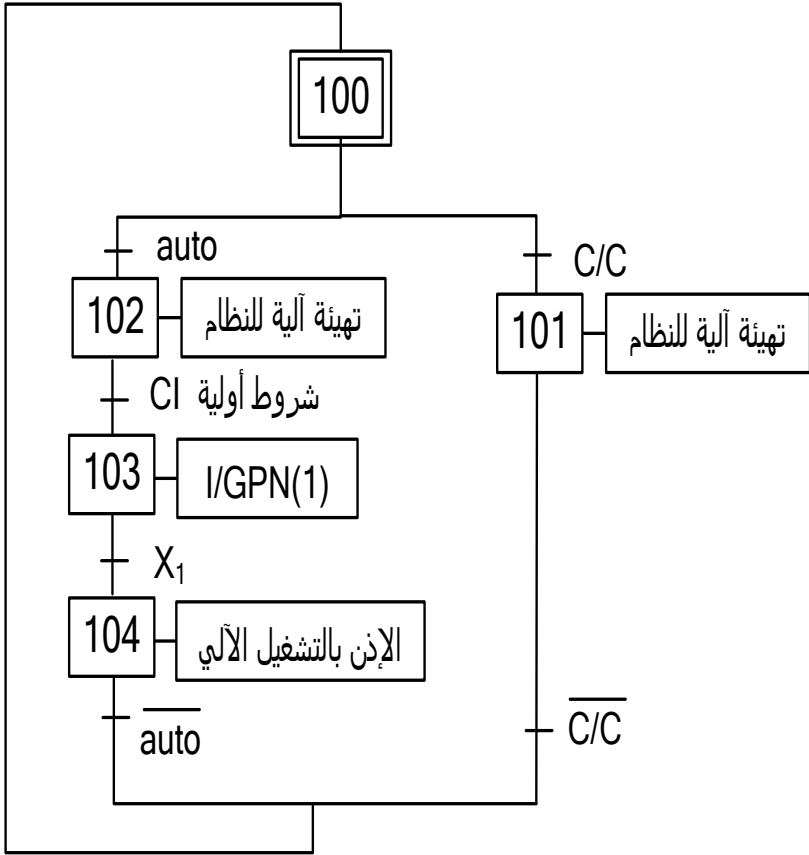 100
auto
C/C
102
تهيئة آلية للنظام
101
تهيئة آلية للنظام
CI شروط أولية
103
I/GPN(1)
X₁
104
الإذن بالتشغيل الآلي
a̅u̅t̅o̅
C̅/̅C̅